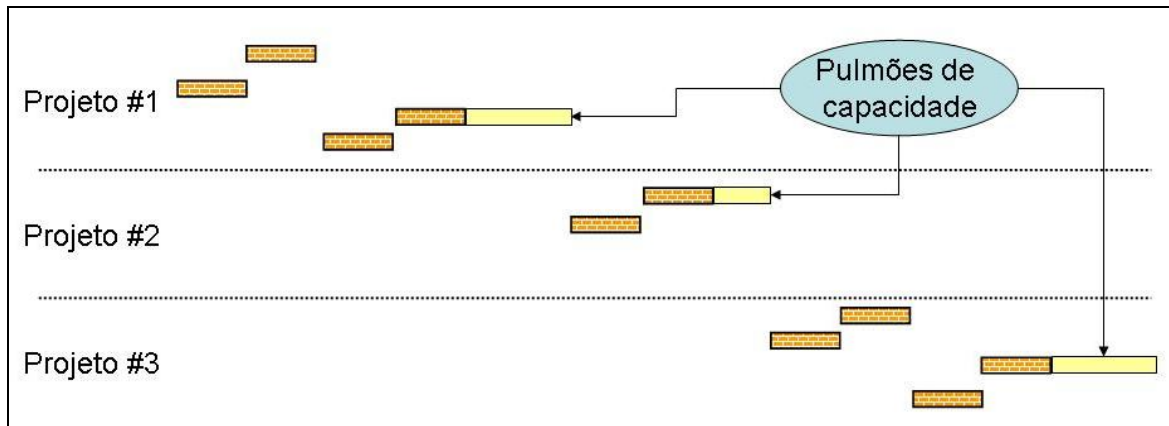 Projeto #1
Pulmões de
capacidade
Projeto #2
Projeto #3